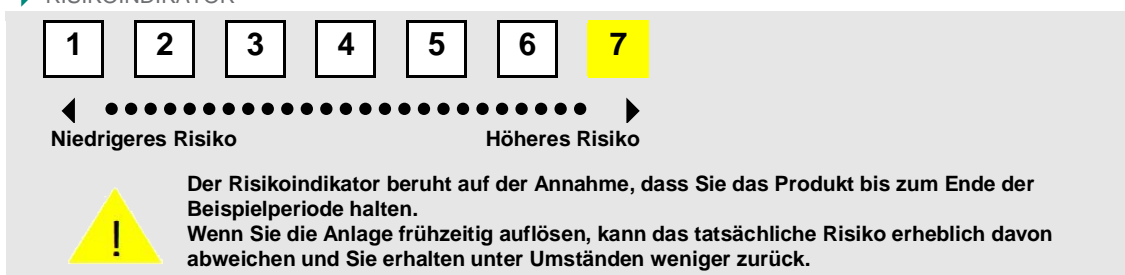 RISIKOINDIKATOR
1 2 3 4 5 6 7
Niedrigeres Risiko Höheres Risiko
Der Risikoindikator beruht auf der Annahme, dass Sie das Produkt bis zum Ende der
Beispielperiode halten.
Wenn Sie die Anlage frühzeitig auflösen, kann das tatsächliche Risiko erheblich davon
abweichen und Sie erhalten unter Umständen weniger zurück.